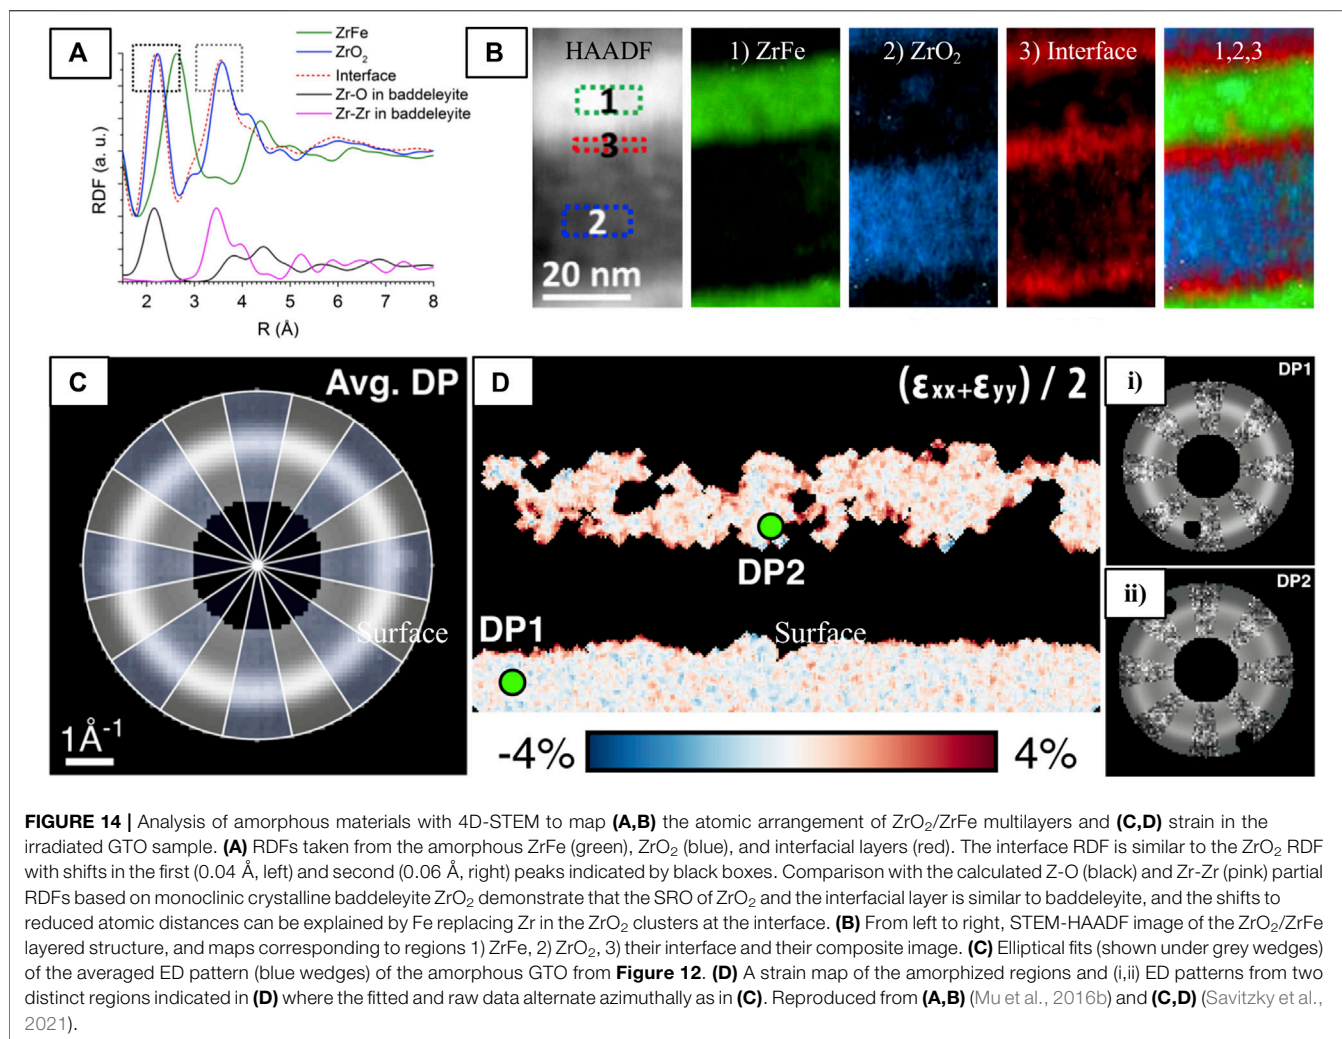 A
ZrFe
ZrO₂
Interface
Zr-O in baddeleyite
Zr-Zr in baddeleyite
RDF (a. u.)
2 3 4 5 6 7 8
R (Å)
B
HAADF
1
3
2
20 nm
1) ZrFe
2) ZrO₂
3) Interface
1,2,3
C
Avg. DP
Surface
1Å⁻¹
D
(εxx+εyy) / 2
DP2
DP1
Surface
-4% 4%
i)
DP1
ii)
DP2
FIGURE 14 | Analysis of amorphous materials with 4D-STEM to map (A,B) the atomic arrangement of ZrO₂/ZrFe multilayers and (C,D) strain in the
irradiated GTO sample. (A) RDFs taken from the amorphous ZrFe (green), ZrO₂ (blue), and interfacial layers (red). The interface RDF is similar to the ZrO₂ RDF
with shifts in the first (0.04 Å, left) and second (0.06 Å, right) peaks indicated by black boxes. Comparison with the calculated Z-O (black) and Zr-Zr (pink) partial
RDFs based on monoclinic crystalline baddeleyite ZrO₂ demonstrate that the SRO of ZrO₂ and the interfacial layer is similar to baddeleyite, and the shifts to
reduced atomic distances can be explained by Fe replacing Zr in the ZrO₂ clusters at the interface. (B) From left to right, STEM-HAADF image of the ZrO₂/ZrFe
layered structure, and maps corresponding to regions 1) ZrFe, 2) ZrO₂, 3) their interface and their composite image. (C) Elliptical fits (shown under grey wedges)
of the averaged ED pattern (blue wedges) of the amorphous GTO from Figure 12. (D) A strain map of the amorphized regions and (i,ii) ED patterns from two
distinct regions indicated in (D) where the fitted and raw data alternate azimuthally as in (C). Reproduced from (A,B) (Mu et al., 2016b) and (C,D) (Savitzky et al.,
2021).